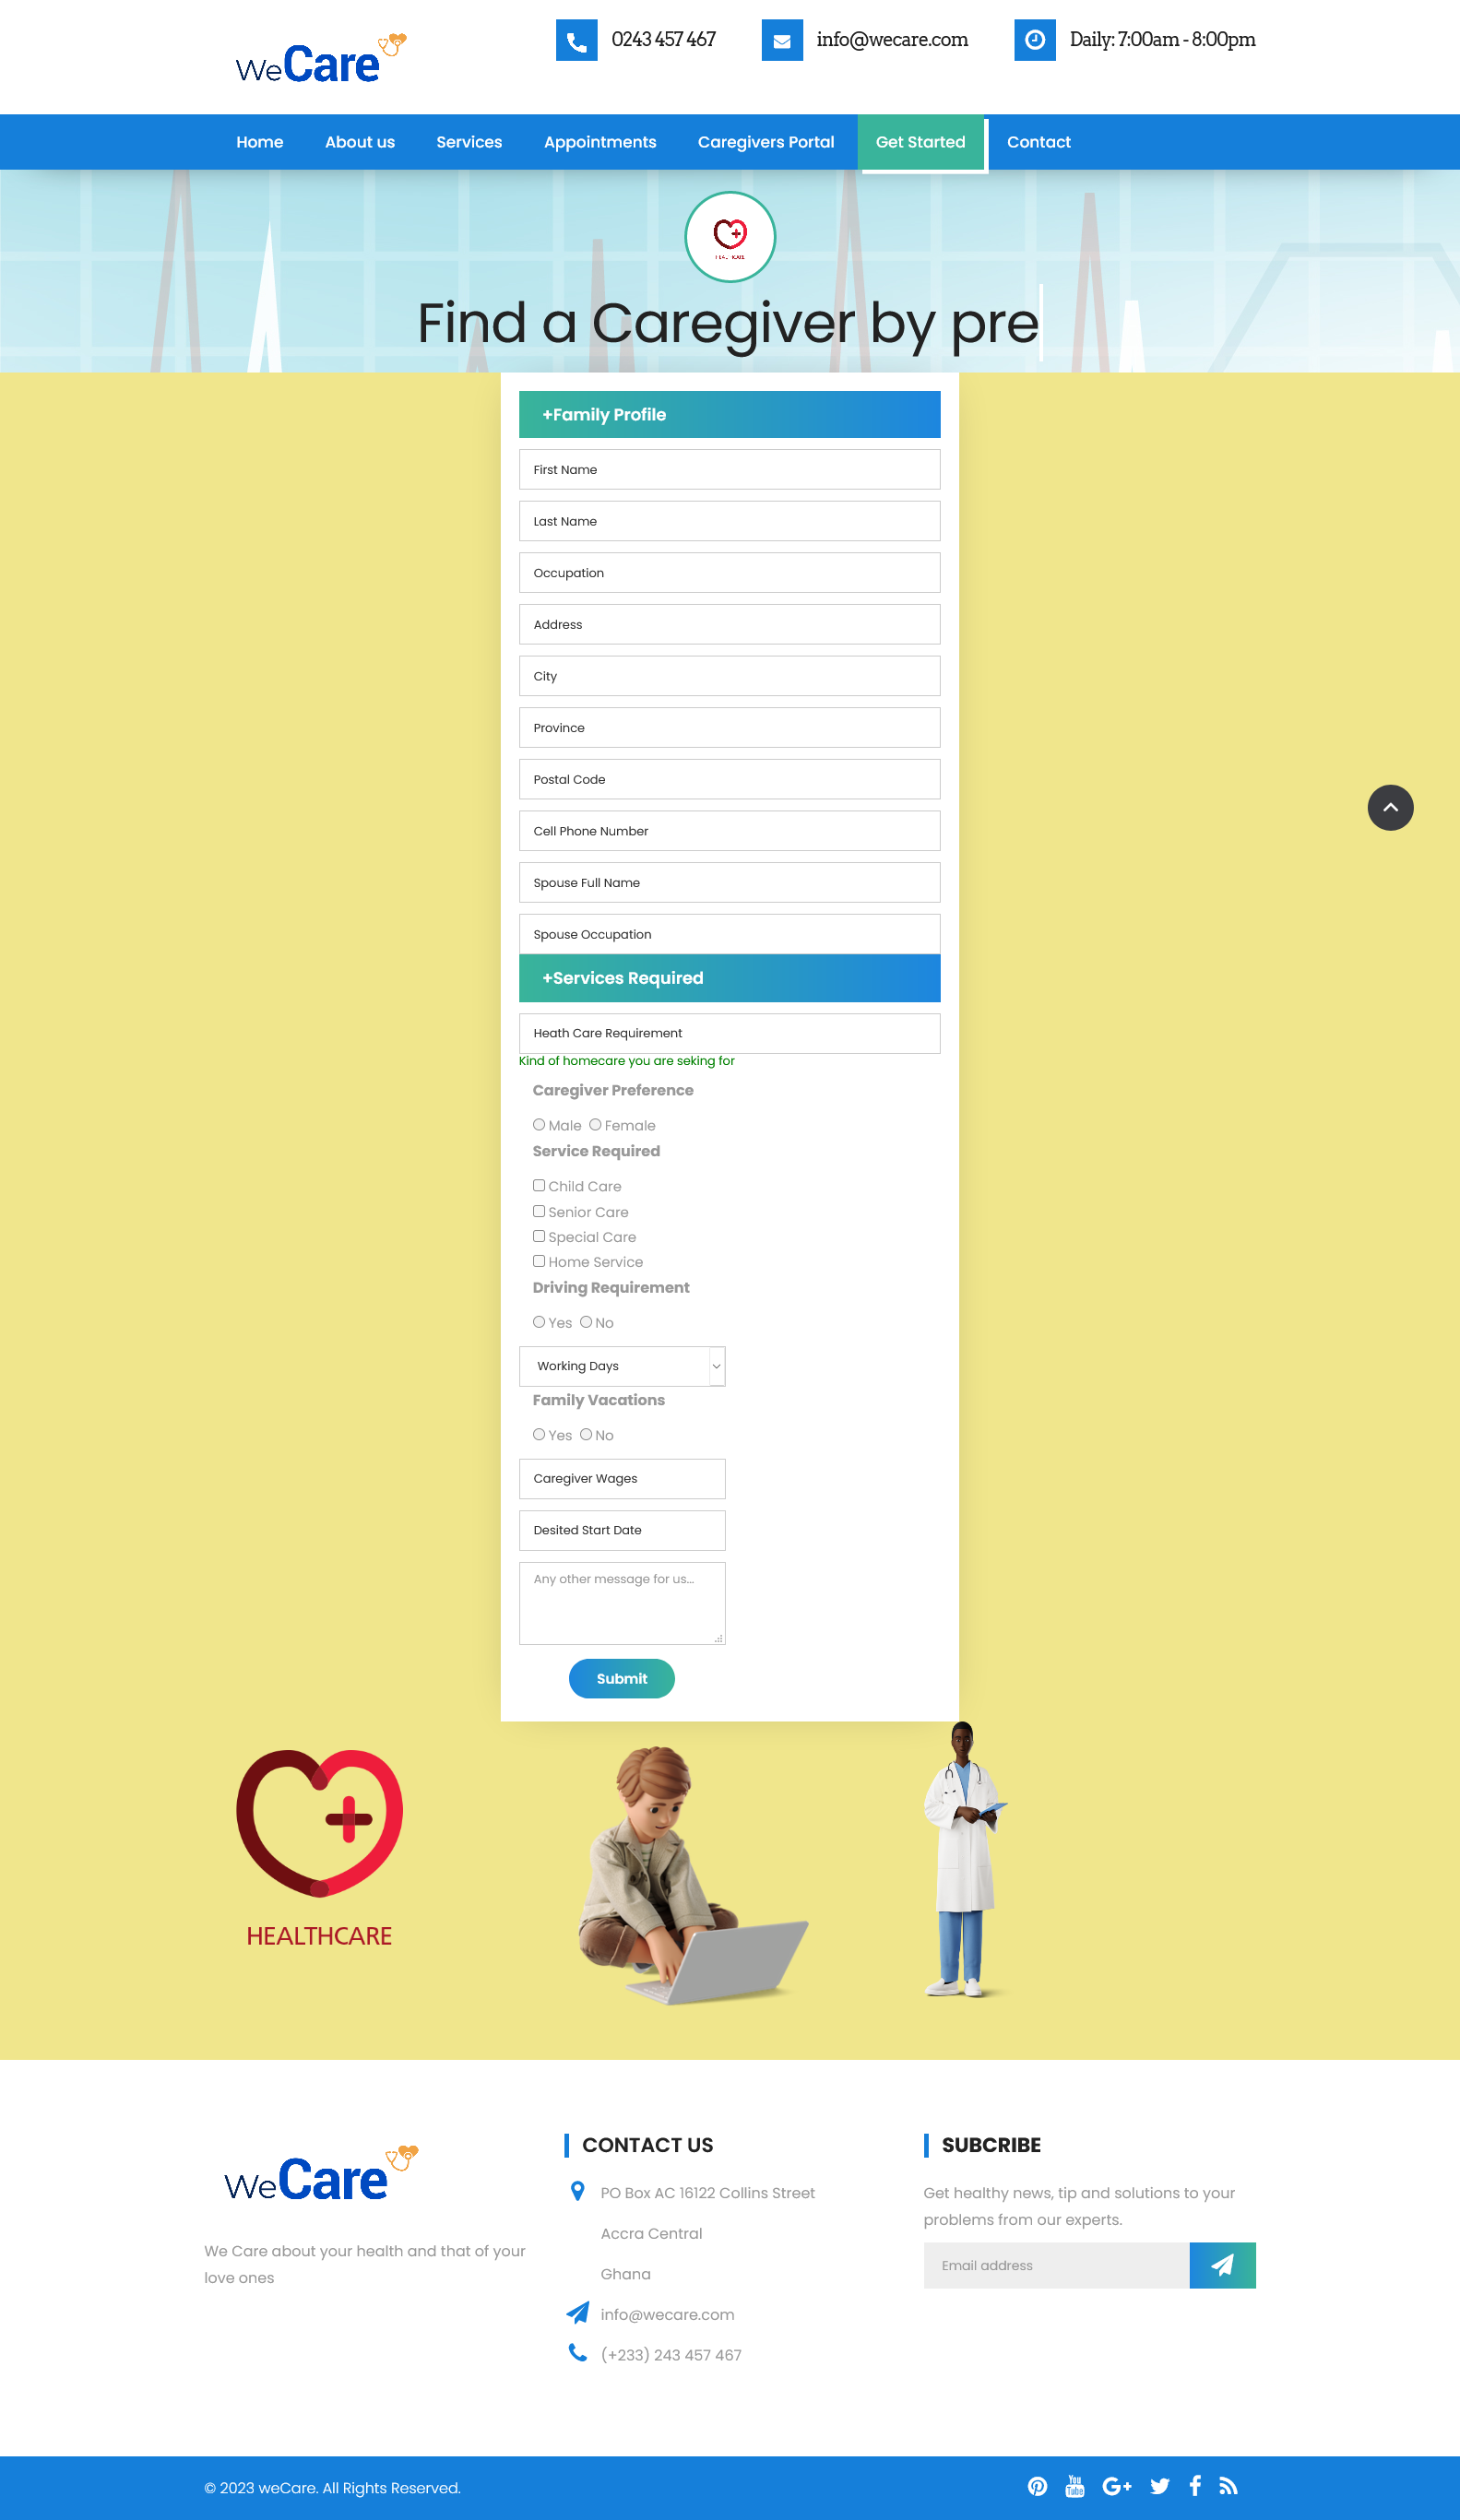 WeCare
0243 457 467
info@wecare.com
Daily: 7:00am - 8:00pm
Home
About us
Services
Appointments
Caregivers Portal
Get Started
Contact
Find a Caregiver by pre
+Family Profile
First Name
Last Name
Occupation
Address
City
Province
Postal Code
Cell Phone Number
Spouse Full Name
Spouse Occupation
+Services Required
Heath Care Requirement
Kind of homecare you are seking for
Caregiver Preference
Male Female
Service Required
Child Care
Senior Care
Special Care
Home Service
Driving Requirement
Yes No
Working Days
Family Vacations
Yes No
Caregiver Wages
Desited Start Date
Any other message for us...
Submit
HEALTHCARE
WeCare
We Care about your health and that of your
love ones
CONTACT US
PO Box AC 16122 Collins Street
Accra Central
Ghana
info@wecare.com
(+233) 243 457 467
SUBCRIBE
Get healthy news, tip and solutions to your
problems from our experts.
Email address
© 2023 weCare. All Rights Reserved.